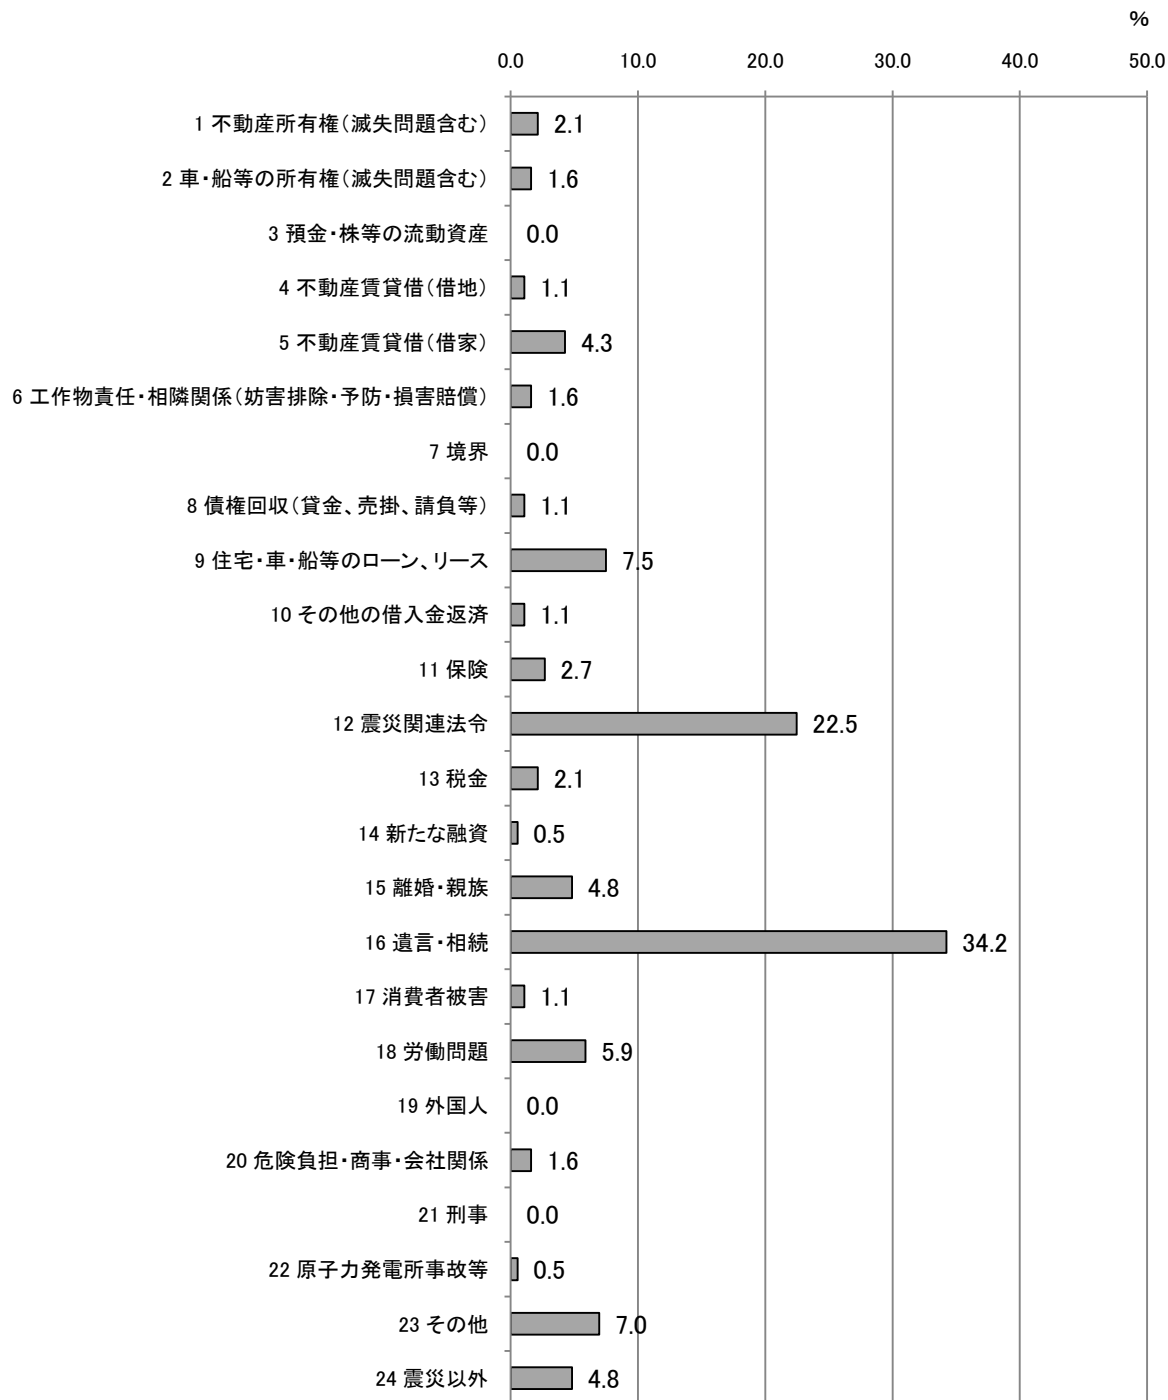 %
0.0 10.0 20.0 30.0 40.0 50.0
1 不動産所有権(滅失問題含む) 2.1
2 車・船等の所有権(滅失問題含む) 1.6
3 預金・株等の流動資産 0.0
4 不動産賃貸借(借地) 1.1
5 不動産賃貸借(借家) 4.3
6 工作物責任・相隣関係(妨害排除・予防・損害賠償) 1.6
7 境界 0.0
8 債権回収(貸金、売掛、請負等) 1.1
9 住宅・車・船等のローン、リース 7.5
10 その他の借入金返済 1.1
11 保険 2.7
12 震災関連法令 22.5
13 税金 2.1
14 新たな融資 0.5
15 離婚・親族 4.8
16 遺言・相続 34.2
17 消費者被害 1.1
18 労働問題 5.9
19 外国人 0.0
20 危険負担・商事・会社関係 1.6
21 刑事 0.0
22 原子力発電所事故等 0.5
23 その他 7.0
24 震災以外 4.8